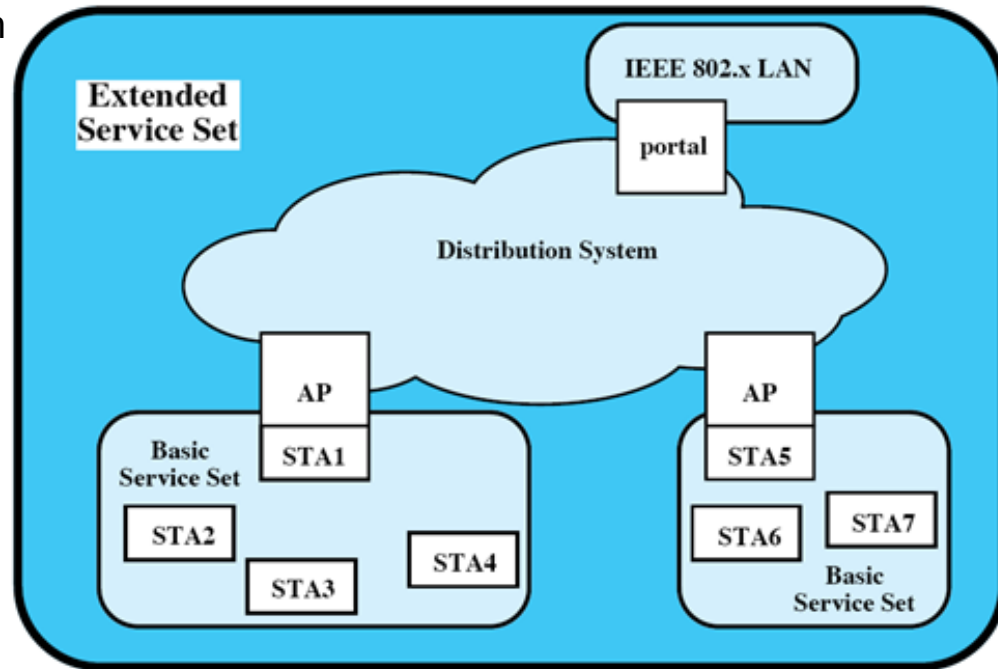 n
IEEE 802.x LAN
Extended
Service Set
portal
Distribution System
AP
AP
STA1
STA5
Basic
Service Set
STA2
STA3
STA4
STA6
STA7
Basic
Service Set